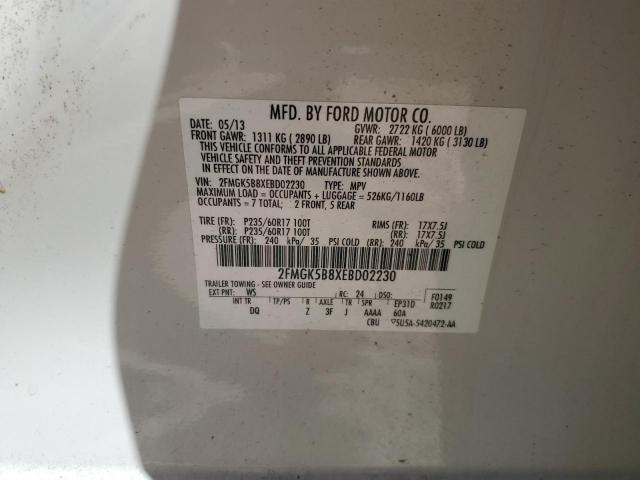 MFD. BY FORD MOTOR CO.
DATE: 05/13 GVWR: 2722 KG ( 6000 LB)
FRONT GAWR: 1311 KG ( 2890 LB) REAR GAWR: 1420 KG ( 3130 LB)
THIS VEHICLE CONFORMS TO ALL APPLICABLE FEDERAL MOTOR
VEHICLE SAFETY AND THEFT PREVENTION STANDARDS
IN EFFECT ON THE DATE OF MANUFACTURE SHOWN ABOVE.
VIN: 2FMGK5B8XEBD02230 TYPE: MPV
MAXIMUM LOAD = OCCUPANTS + LUGGAGE = 526KG/1160LB
OCCUPANTS = 7 TOTAL; 2 FRONT, 5 REAR
TIRE (FR): P235/60R17 100T RIMS (FR): 17X7.5J
(RR): P235/60R17 100T (RR): 17X7.5J
PRESSURE (FR): 240 kPa/ 35 PSI COLD (RR): 240 kPa/ 35 PSI COLD
2FMGK5B8XEBD02230
TRAILER TOWING - SEE OWNER GUIDE
EXT PNT: WS RC: 24 DSO: F0149
INT TR TP/PS R AXLE TR SPR EP31D R0217
DQ Z 3F J AAAA 60A
CBU 5U5A-5420472-AA